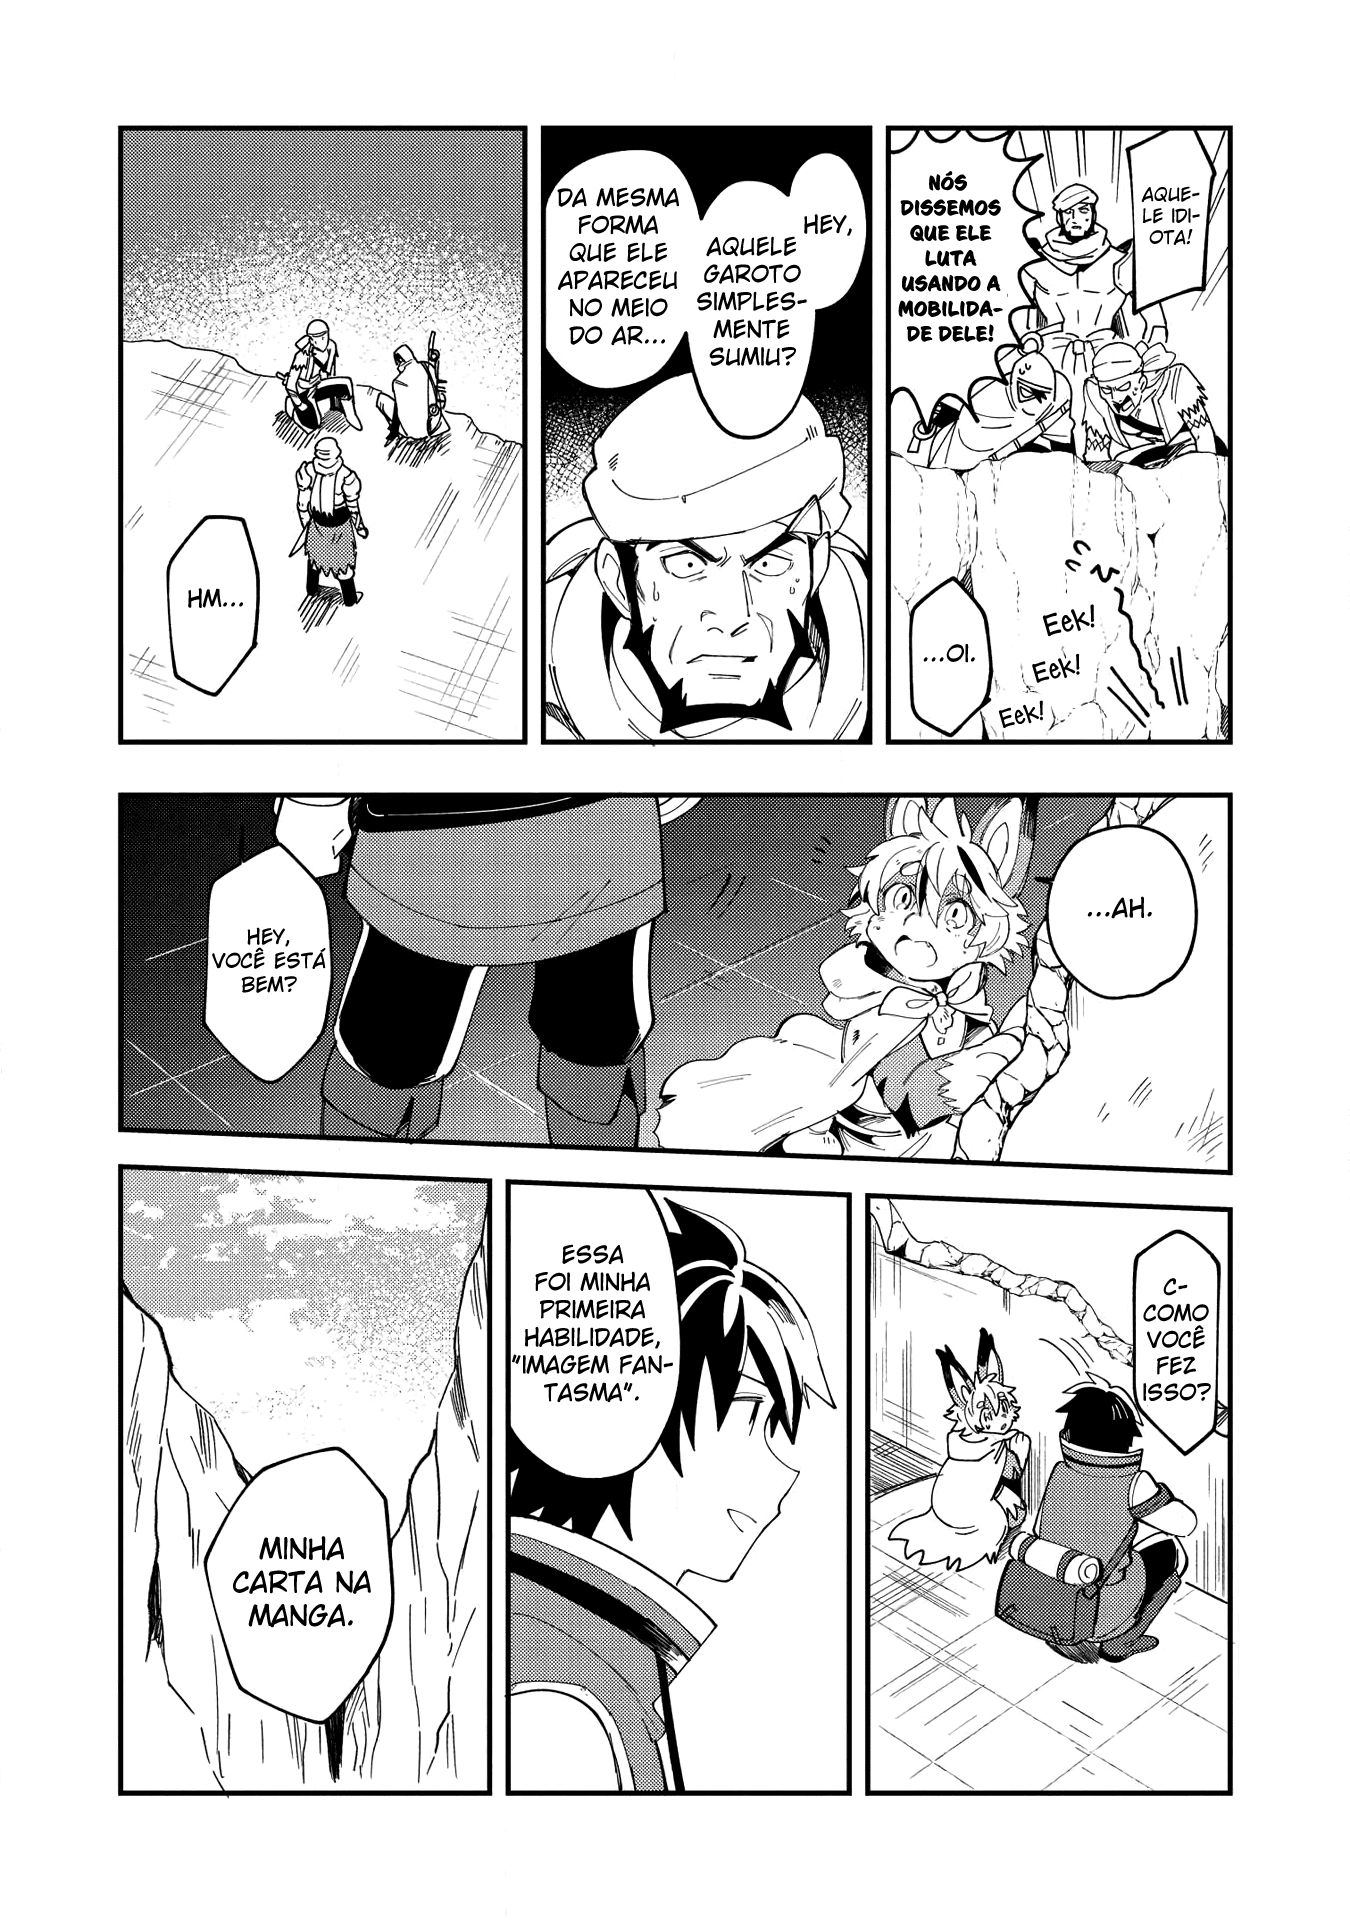 AQUE-
LE IDI-
OTA!
NÓS
DISSEMOS
QUE ELE
LUTA
USANDO A
MOBILIDA-
DE DELE!
Eek!
Eek!
Eek!
...OI.
HEY,
AQUELE
GAROTO
SIMPLES-
MENTE
SUMIU?
DA MESMA
FORMA
QUE ELE
APARECEU
NO MEIO
DO AR...
HM...
...AH.
HEY,
VOCÊ ESTÁ
BEM?
C-
COMO
VOCÊ
FEZ
ISSO?
ESSA
FOI MINHA
PRIMEIRA
HABILIDADE,
"IMAGEM FAN-
TASMA".
MINHA
CARTA NA
MANGA.